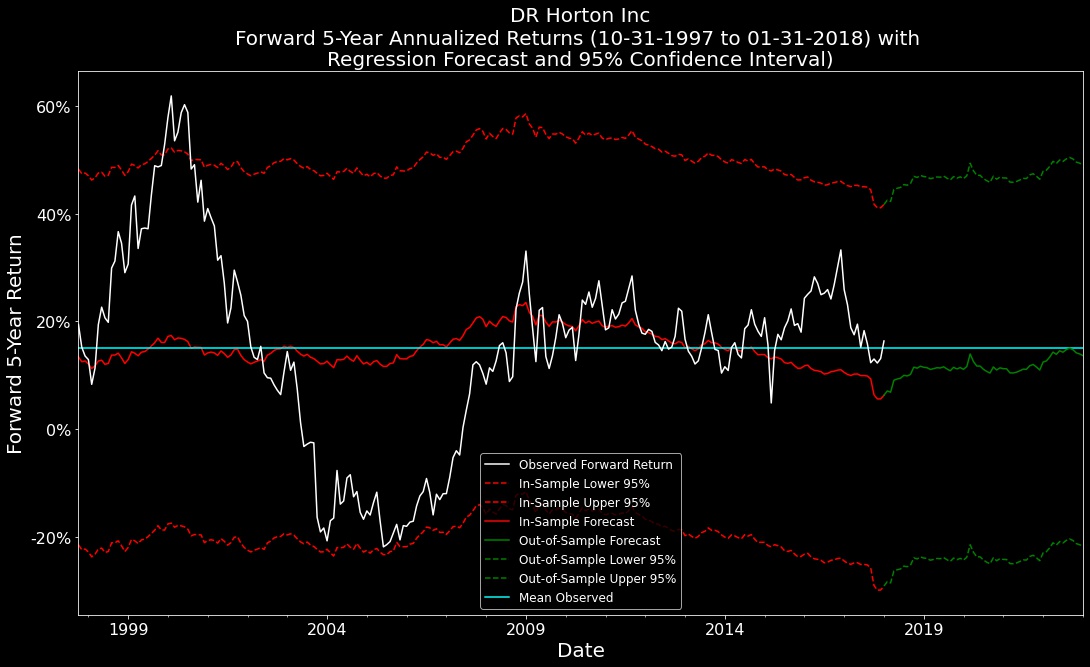 DR Horton Inc
Forward 5-Year Annualized Returns (10-31-1997 to 01-31-2018) with
Regression Forecast and 95% Confidence Interval)
Forward 5-Year Return
60%
40%
20%
0%
-20%
Observed Forward Return
In-Sample Lower 95%
In-Sample Upper 95%
In-Sample Forecast
Out-of-Sample Forecast
Out-of-Sample Lower 95%
Out-of-Sample Upper 95%
Mean Observed
1999
2004
2009
2014
2019
Date